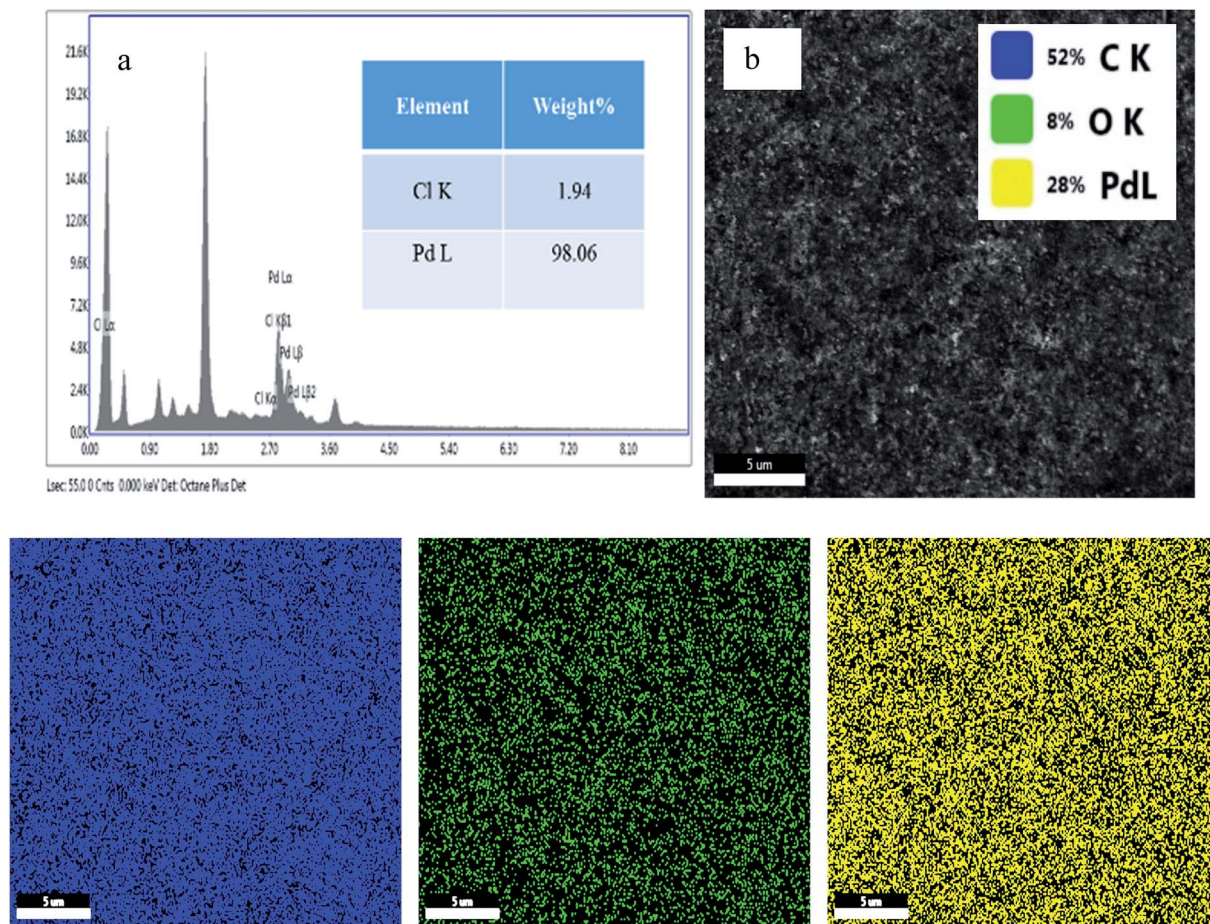 a
21.6K
19.2K
16.8K
14.4K
12.0K
9.6K
7.2K
4.8K
2.4K
0.0K
0.00 0.90 1.80 2.70 3.60 4.50 5.40 6.30 7.20 8.10
Cl Lα
Pd Lα
Cl Kβ1
Pd Lβ
Pd Lβ2
Cl Kα
Element Weight%
Cl K 1.94
Pd L 98.06
Lsec: 55.0 0 Cnts 0.000 keV Det: Octane Plus Det
b
52% C K
8% O K
28% PdL
5 um
5 um
5 um
5 um